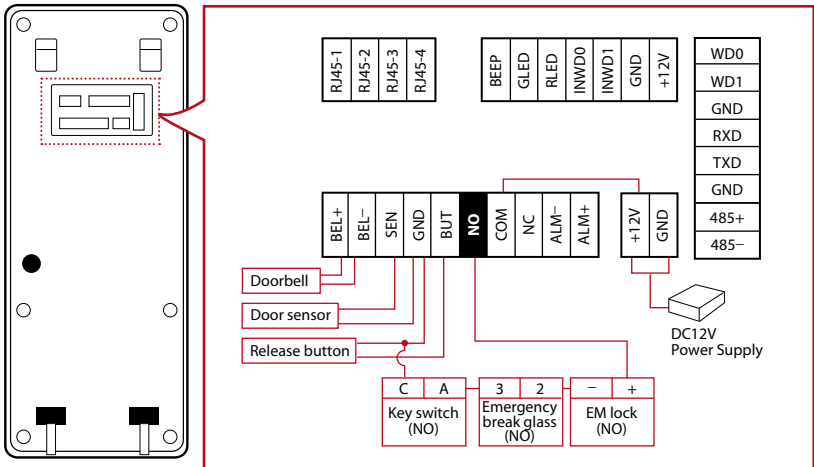 RJ45-1
RJ45-2
RJ45-3
RJ45-4
BEEP
GLED
RLED
INWD0
INWD1
GND
+12V
WD0
WD1
GND
RXD
TXD
GND
485+
485−
BEL+
BEL−
SEN
GND
BUT
NO
COM
NC
ALM−
ALM+
+12V
GND
Doorbell
Door sensor
Release button
DC12V
Power Supply
C A
Key switch
(NO)
3 2
Emergency
break glass
(NO)
− +
EM lock
(NO)